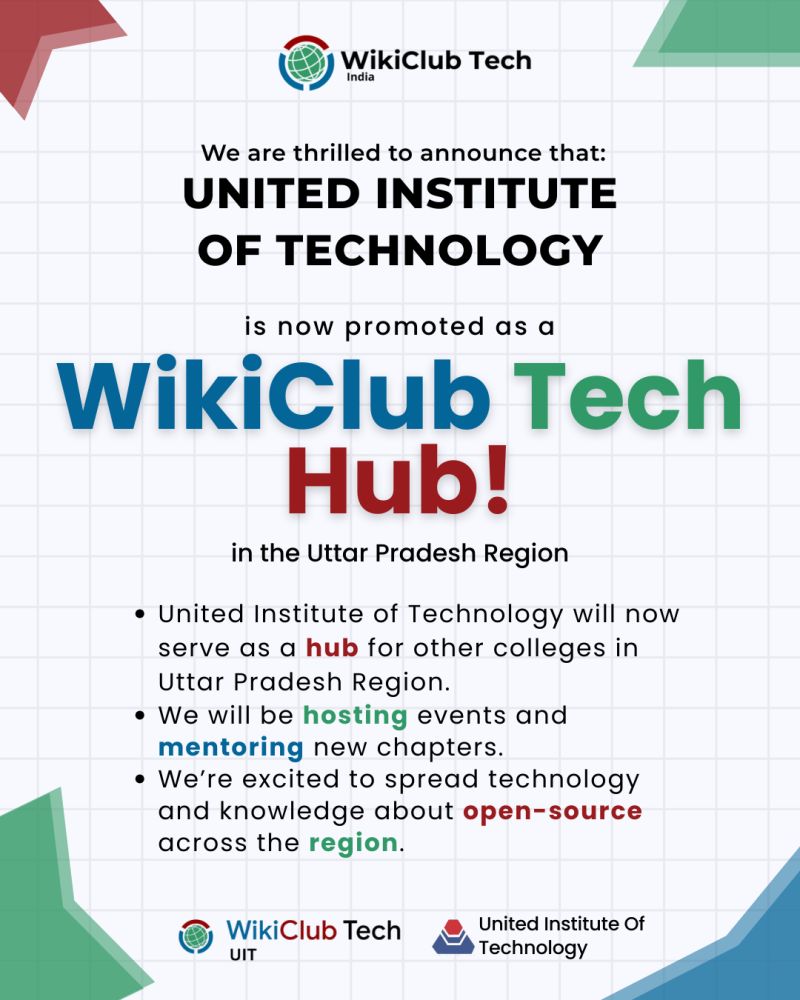 WikiClub Tech
India
We are thrilled to announce that:
UNITED INSTITUTE
OF TECHNOLOGY
is now promoted as a
WikiClub Tech
Hub!
in the Uttar Pradesh Region
• United Institute of Technology will now
serve as a hub for other colleges in
Uttar Pradesh Region.
• We will be hosting events and
mentoring new chapters.
• We’re excited to spread technology
and knowledge about open-source
across the region.
WikiClub Tech
UIT
United Institute Of
Technology